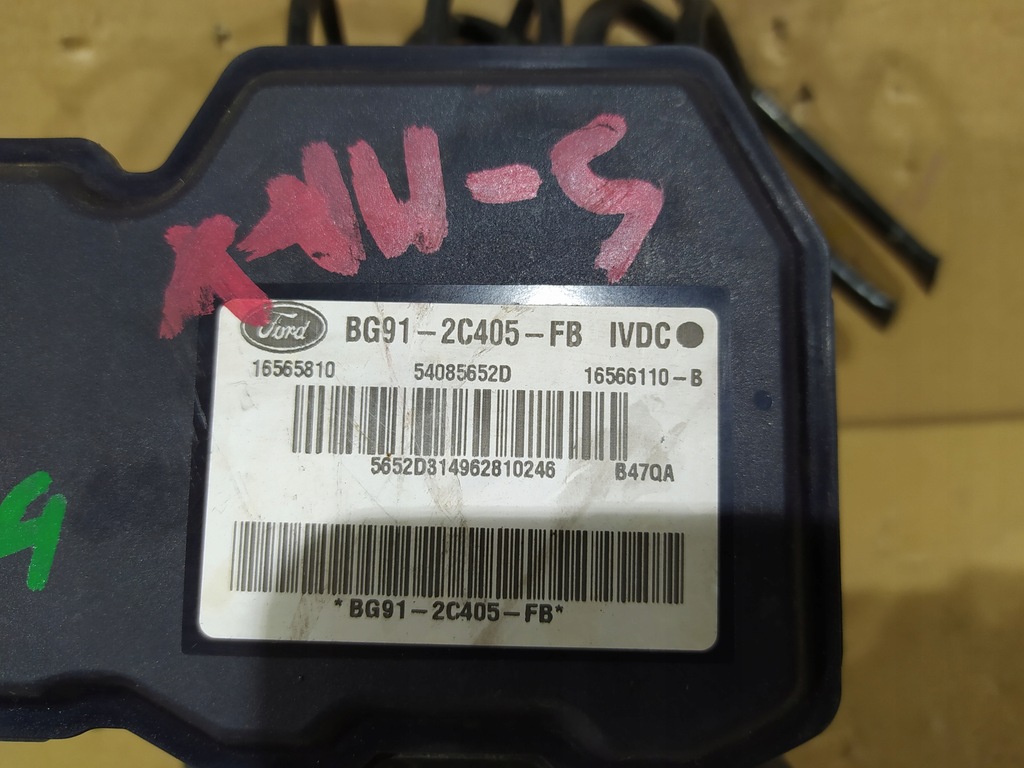 Ford BG91-2C405-FB IVDC
16565810 54085652D 16566110-B
5652D314962810246 B47QA
*BG91-2C405-FB*